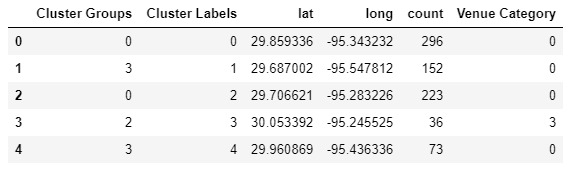 Cluster Groups Cluster Labels lat long count Venue Category
0 0 0 29.859336 -95.343232 296 0
1 3 1 29.687002 -95.547812 152 0
2 0 2 29.706621 -95.283226 223 0
3 2 3 30.053392 -95.245525 36 3
4 3 4 29.960869 -95.436336 73 0